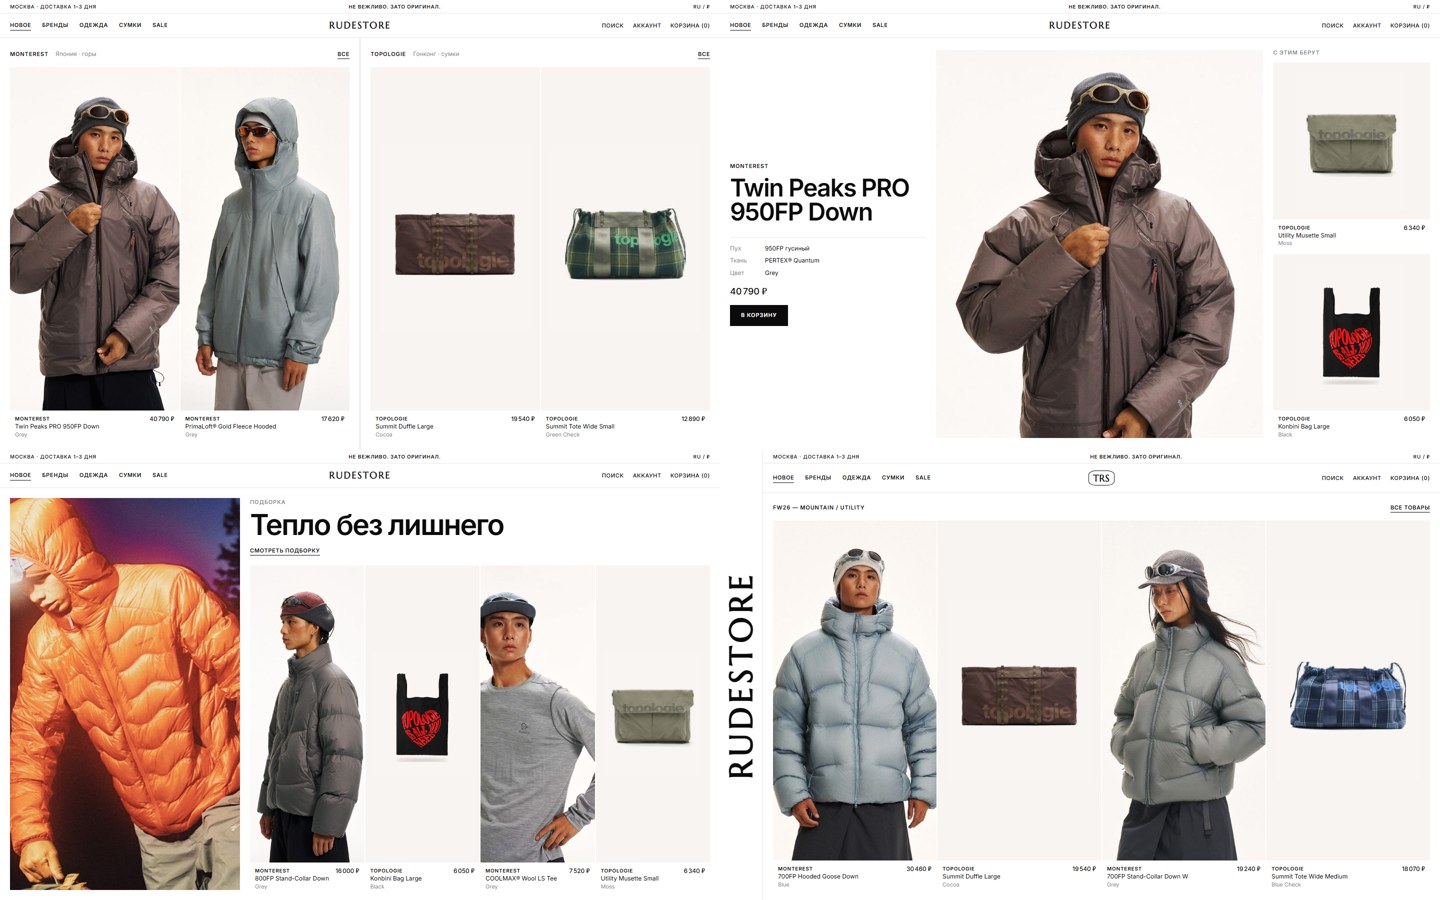 МОСКВА · ДОСТАВКА 1–3 ДНЯ
НЕ ВЕЖЛИВО. ЗАТО ОРИГИНАЛ.
RU / ₽
НОВОЕ БРЕНДЫ ОДЕЖДА СУМКИ SALE
RUDESTORE
ПОИСК АККАУНТ КОРЗИНА (0)
MONTEREST Япония · горы
ВСЕ
TOPOLOGIE Гонконг · сумки
ВСЕ
topologie
topologie
MONTEREST 40 790 ₽
Twin Peaks PRO 950FP Down
Grey
MONTEREST 17 620 ₽
PrimaLoft® Gold Fleece Hooded
Grey
TOPOLOGIE 19 540 ₽
Summit Duffle Large
Cocoa
TOPOLOGIE 12 890 ₽
Summit Tote Wide Small
Green Check
МОСКВА · ДОСТАВКА 1–3 ДНЯ
НЕ ВЕЖЛИВО. ЗАТО ОРИГИНАЛ.
RU / ₽
НОВОЕ БРЕНДЫ ОДЕЖДА СУМКИ SALE
RUDESTORE
ПОИСК АККАУНТ КОРЗИНА (0)
MONTEREST
Twin Peaks PRO
950FP Down
Пух 950FP гусиный
Ткань PERTEX® Quantum
Цвет Grey
40 790 ₽
В КОРЗИНУ
С ЭТИМ БЕРУТ
topologie
TOPOLOGIE 6 340 ₽
Utility Musette Small
Moss
TOPOLOGIE
TOPOLOGIE 6 050 ₽
Konbini Bag Large
Black
МОСКВА · ДОСТАВКА 1–3 ДНЯ
НЕ ВЕЖЛИВО. ЗАТО ОРИГИНАЛ.
RU / ₽
НОВОЕ БРЕНДЫ ОДЕЖДА СУМКИ SALE
RUDESTORE
ПОИСК АККАУНТ КОРЗИНА (0)
ПОДБОРКА
Тепло без лишнего
СМОТРЕТЬ ПОДБОРКУ
TOPOLOGIE
topologie
MONTEREST 16 000 ₽
800FP Stand-Collar Down
Grey
TOPOLOGIE 6 050 ₽
Konbini Bag Large
Black
MONTEREST 7 520 ₽
COOLMAX® Wool LS Tee
Grey
TOPOLOGIE 6 340 ₽
Utility Musette Small
Moss
RUDESTORE
МОСКВА · ДОСТАВКА 1–3 ДНЯ
НЕ ВЕЖЛИВО. ЗАТО ОРИГИНАЛ.
RU / ₽
НОВОЕ БРЕНДЫ ОДЕЖДА СУМКИ SALE
TRS
ПОИСК АККАУНТ КОРЗИНА (0)
FW26 — MOUNTAIN / UTILITY
ВСЕ ТОВАРЫ
topologie
topologie
MONTEREST 30 460 ₽
700FP Hooded Goose Down
Blue
TOPOLOGIE 19 540 ₽
Summit Duffle Large
Cocoa
MONTEREST 19 240 ₽
700FP Stand-Collar Down W
Grey
TOPOLOGIE 18 070 ₽
Summit Tote Wide Medium
Blue Check